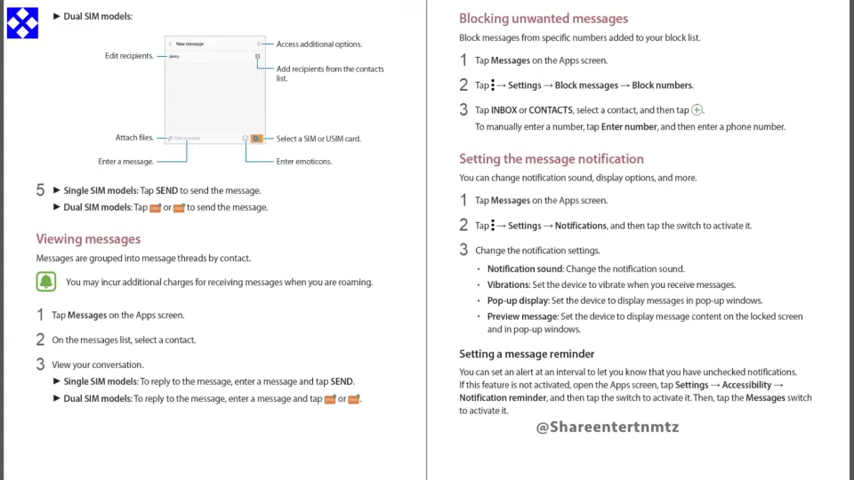 ► Dual SIM models:
New message
Access additional options.
Edit recipients.
Jenny
Add recipients from the contacts
list.
Attach files.
Enter message
Select a SIM or USIM card.
Enter a message.
Enter emoticons.
5 ► Single SIM models: Tap SEND to send the message.
► Dual SIM models: Tap or to send the message.
Viewing messages
Messages are grouped into message threads by contact.
You may incur additional charges for receiving messages when you are roaming.
1 Tap Messages on the Apps screen.
2 On the messages list, select a contact.
3 View your conversation.
► Single SIM models: To reply to the message, enter a message and tap SEND.
► Dual SIM models: To reply to the message, enter a message and tap or .
Blocking unwanted messages
Block messages from specific numbers added to your block list.
1 Tap Messages on the Apps screen.
2 Tap → Settings → Block messages → Block numbers.
3 Tap INBOX or CONTACTS, select a contact, and then tap .
To manually enter a number, tap Enter number, and then enter a phone number.
Setting the message notification
You can change notification sound, display options, and more.
1 Tap Messages on the Apps screen.
2 Tap → Settings → Notifications, and then tap the switch to activate it.
3 Change the notification settings.
• Notification sound: Change the notification sound.
• Vibrations: Set the device to vibrate when you receive messages.
• Pop-up display: Set the device to display messages in pop-up windows.
• Preview message: Set the device to display message content on the locked screen
and in pop-up windows.
Setting a message reminder
You can set an alert at an interval to let you know that you have unchecked notifications.
If this feature is not activated, open the Apps screen, tap Settings → Accessibility →
Notification reminder, and then tap the switch to activate it. Then, tap the Messages switch
to activate it.
@Shareentertnmtz